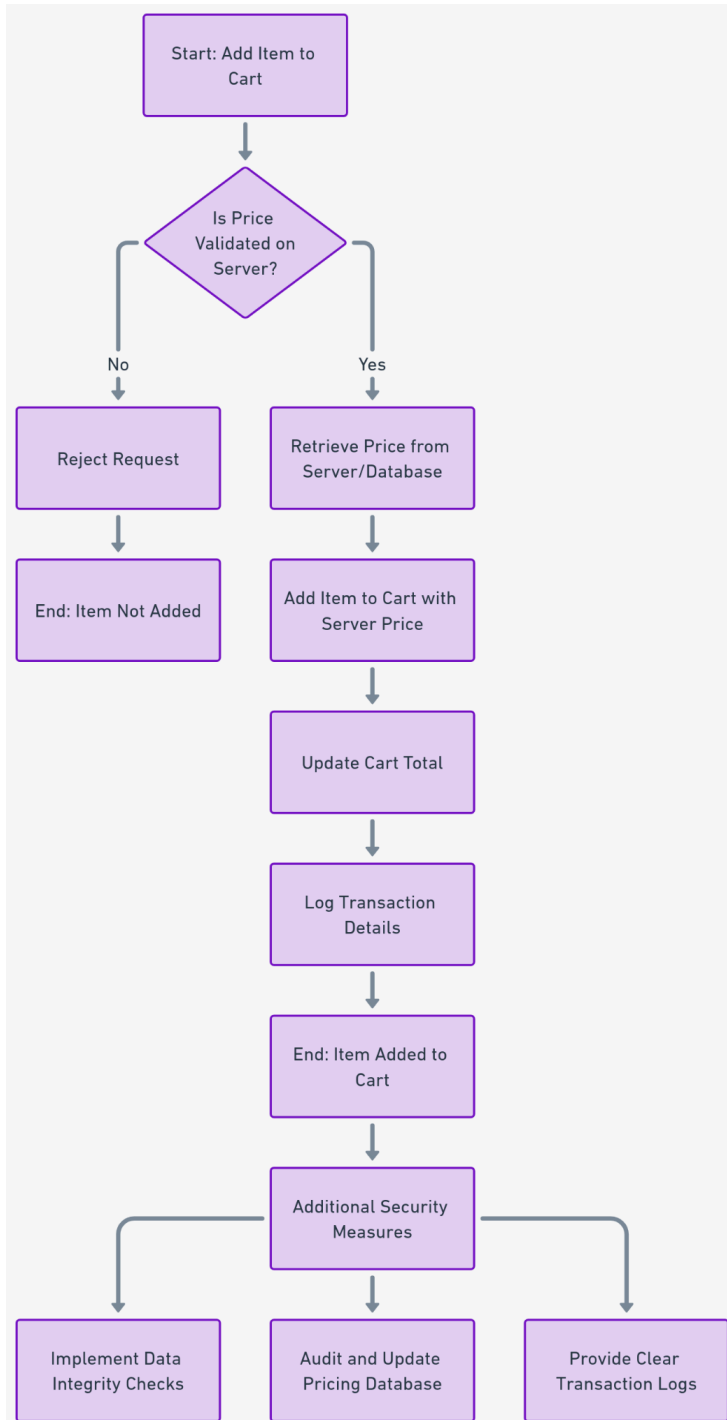 Start: Add Item to
Cart
Is Price
Validated on
Server?
No
Yes
Reject Request
Retrieve Price from
Server/Database
End: Item Not Added
Add Item to Cart with
Server Price
Update Cart Total
Log Transaction
Details
End: Item Added to
Cart
Additional Security
Measures
Implement Data
Integrity Checks
Audit and Update
Pricing Database
Provide Clear
Transaction Logs